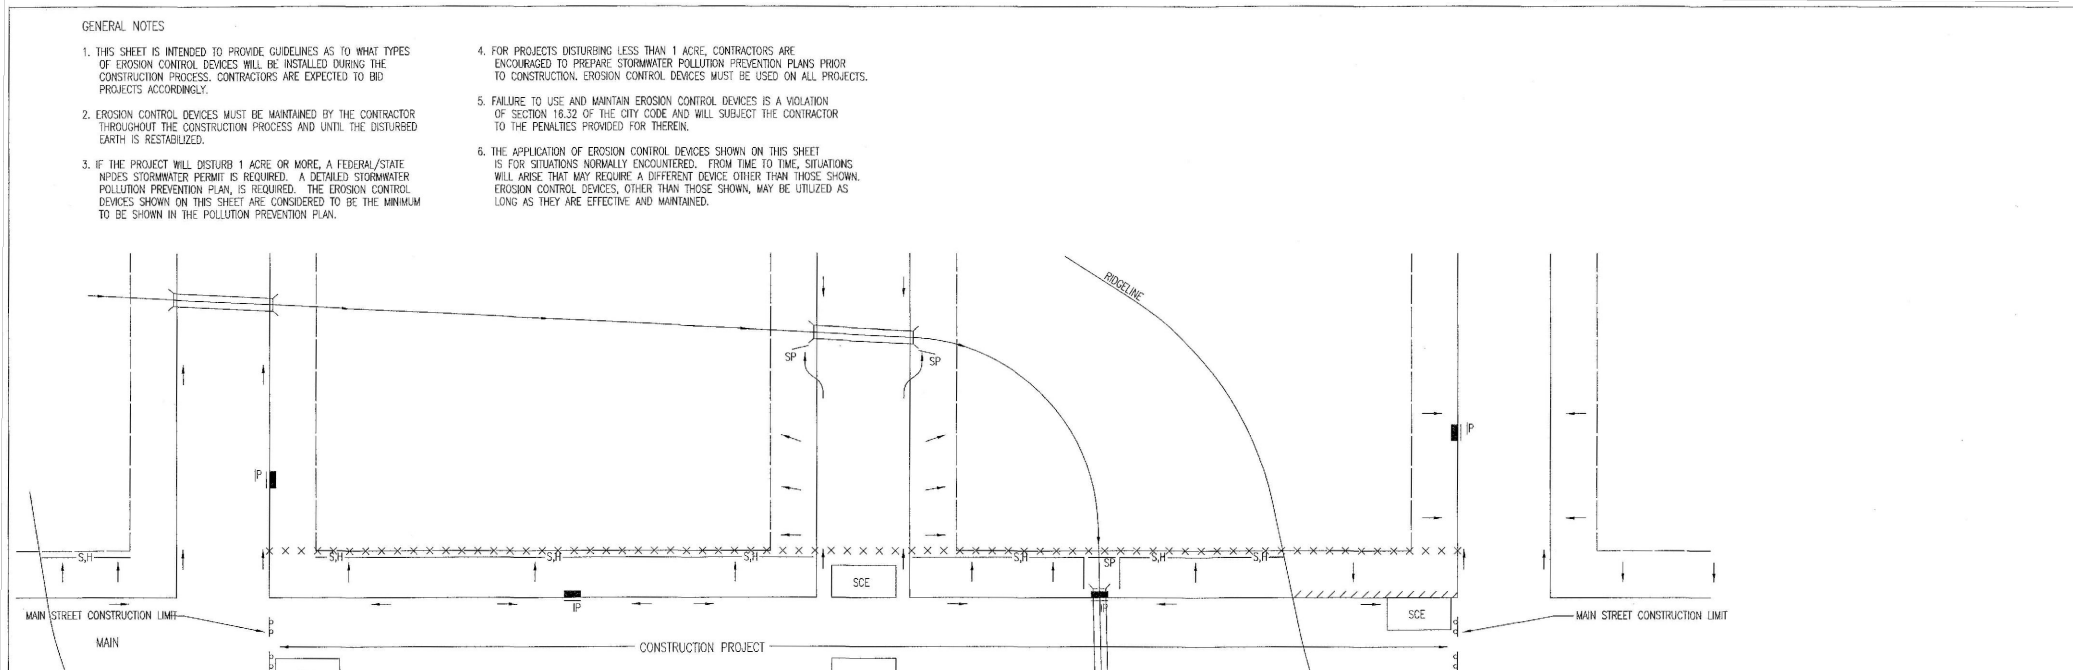 GENERAL NOTES
1. THIS SHEET IS INTENDED TO PROVIDE GUIDELINES AS TO WHAT TYPES
OF EROSION CONTROL DEVICES WILL BE INSTALLED DURING THE
CONSTRUCTION PROCESS. CONTRACTORS ARE EXPECTED TO BID
PROJECTS ACCORDINGLY.
2. EROSION CONTROL DEVICES MUST BE MAINTAINED BY THE CONTRACTOR
THROUGHOUT THE CONSTRUCTION PROCESS AND UNTIL THE DISTURBED
EARTH IS RESTABILIZED.
3. IF THE PROJECT WILL DISTURB 1 ACRE OR MORE, A FEDERAL/STATE
NPDES STORMWATER PERMIT IS REQUIRED. A DETAILED STORMWATER
POLLUTION PREVENTION PLAN, IS REQUIRED. THE EROSION CONTROL
DEVICES SHOWN ON THIS SHEET ARE CONSIDERED TO BE THE MINIMUM
TO BE SHOWN IN THE POLLUTION PREVENTION PLAN.
4. FOR PROJECTS DISTURBING LESS THAN 1 ACRE, CONTRACTORS ARE
ENCOURAGED TO PREPARE STORMWATER POLLUTION PREVENTION PLANS PRIOR
TO CONSTRUCTION. EROSION CONTROL DEVICES MUST BE USED ON ALL PROJECTS.
5. FAILURE TO USE AND MAINTAIN EROSION CONTROL DEVICES IS A VIOLATION
OF SECTION 16.32 OF THE CITY CODE AND WILL SUBJECT THE CONTRACTOR
TO THE PENALTIES PROVIDED FOR THEREIN.
6. THE APPLICATION OF EROSION CONTROL DEVICES SHOWN ON THIS SHEET
IS FOR SITUATIONS NORMALLY ENCOUNTERED. FROM TIME TO TIME, SITUATIONS
WILL ARISE THAT MAY REQUIRE A DIFFERENT DEVICE OTHER THAN THOSE SHOWN.
EROSION CONTROL DEVICES, OTHER THAN THOSE SHOWN, MAY BE UTILIZED AS
LONG AS THEY ARE EFFECTIVE AND MAINTAINED.
RIDGELINE
SP
SP
IP
IP
S,H
S,H
S,H
S,H
S,H
S,H
S,H
SP
SCE
IP
IP
SCE
MAIN STREET CONSTRUCTION LIMIT
MAIN STREET CONSTRUCTION LIMIT
MAIN
CONSTRUCTION PROJECT